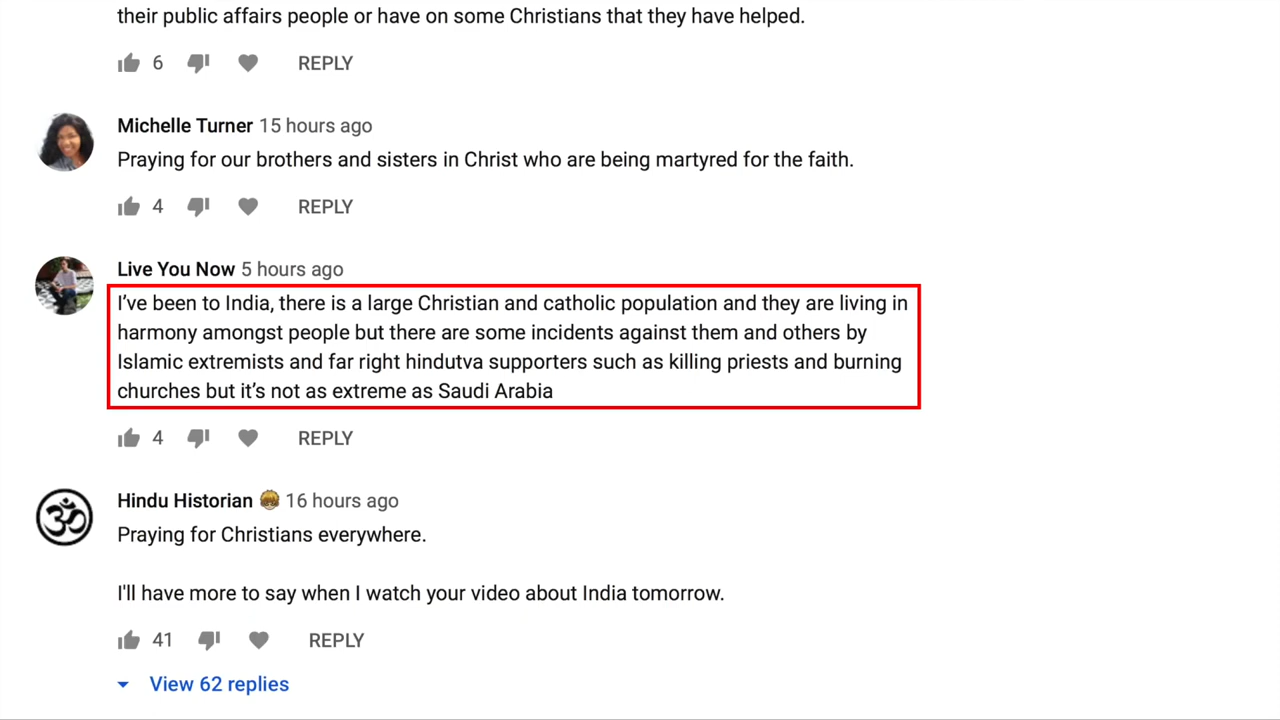 their public affairs people or have on some Christians that they have helped.
6 REPLY
Michelle Turner 15 hours ago
Praying for our brothers and sisters in Christ who are being martyred for the faith.
4 REPLY
Live You Now 5 hours ago
I’ve been to India, there is a large Christian and catholic population and they are living in
harmony amongst people but there are some incidents against them and others by
Islamic extremists and far right hindutva supporters such as killing priests and burning
churches but it’s not as extreme as Saudi Arabia
4 REPLY
ॐ
Hindu Historian 16 hours ago
Praying for Christians everywhere.
I'll have more to say when I watch your video about India tomorrow.
41 REPLY
View 62 replies